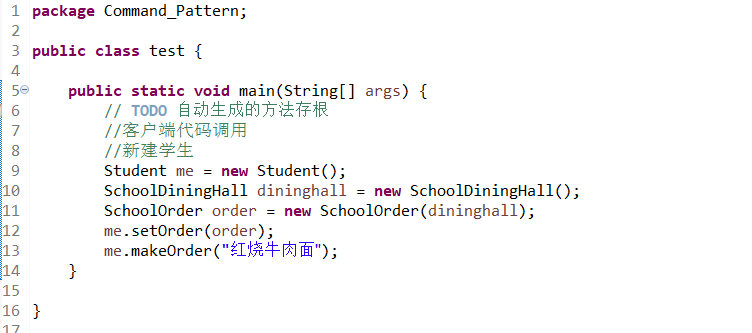 1 package Command_Pattern;
2
3 public class test {
4
5 public static void main(String[] args) {
6 // TODO 自动生成的方法存根
7 //客户端代码调用
8 //新建学生
9 Student me = new Student();
10 SchoolDiningHall dininghall = new SchoolDiningHall();
11 SchoolOrder order = new SchoolOrder(dininghall);
12 me.setOrder(order);
13 me.makeOrder("红烧牛肉面");
14 }
15
16 }
17